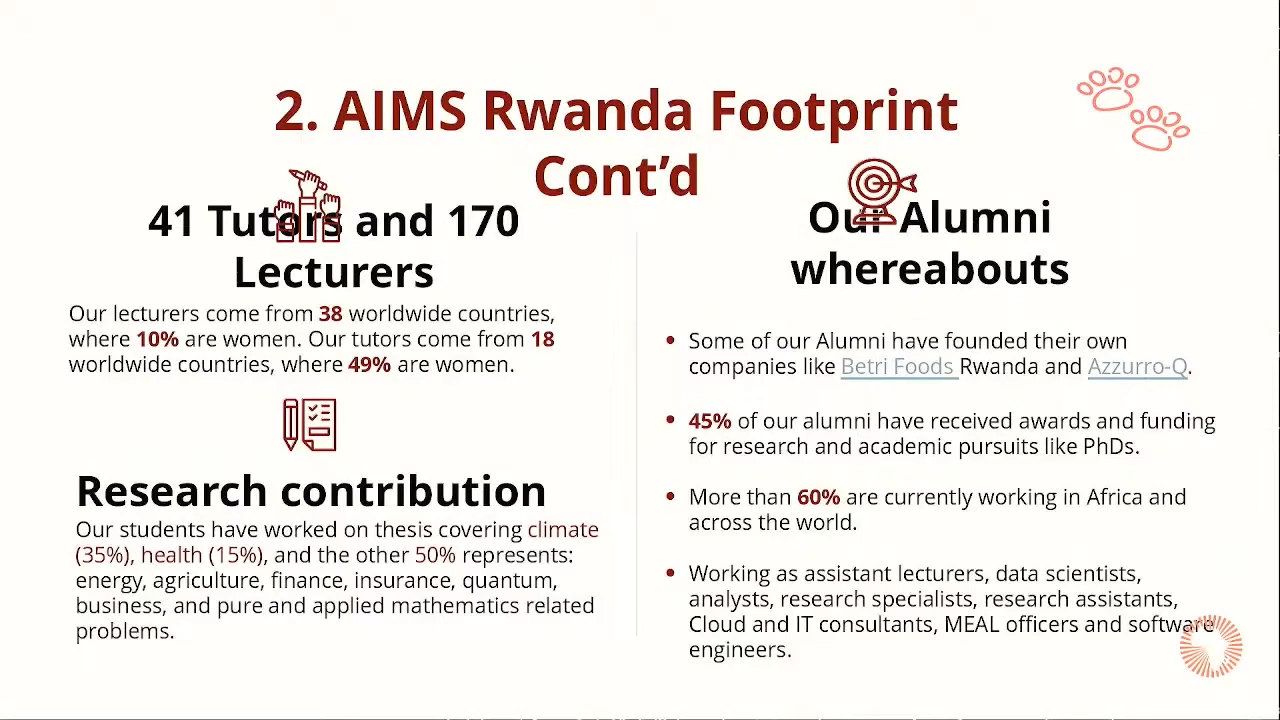 2. AIMS Rwanda Footprint
Cont’d
41 Tutors and 170
Lecturers
Our lecturers come from 38 worldwide countries,
where 10% are women. Our tutors come from 18
worldwide countries, where 49% are women.
Research contribution
Our students have worked on thesis covering climate
(35%), health (15%), and the other 50% represents:
energy, agriculture, finance, insurance, quantum,
business, and pure and applied mathematics related
problems.
Our Alumni
whereabouts
• Some of our Alumni have founded their own
companies like Betri Foods Rwanda and Azzurro-Q.
• 45% of our alumni have received awards and funding
for research and academic pursuits like PhDs.
• More than 60% are currently working in Africa and
across the world.
• Working as assistant lecturers, data scientists,
analysts, research specialists, research assistants,
Cloud and IT consultants, MEAL officers and software
engineers.